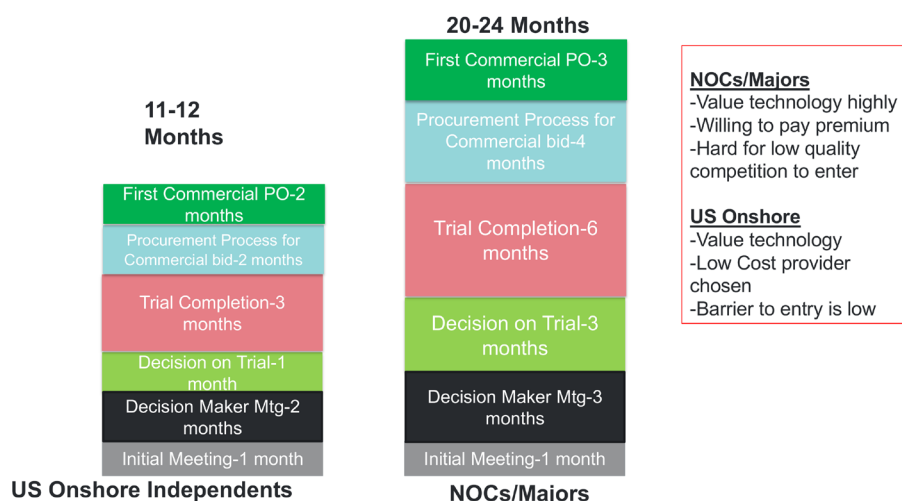 11-12
Months
First Commercial PO-2
months
Procurement Process for
Commercial bid-2 months
Trial Completion-3
months
Decision on Trial-1
month
Decision Maker Mtg-2
months
Initial Meeting-1 month
US Onshore Independents
20-24 Months
First Commercial PO-3
months
Procurement Process for
Commercial bid-4
months
Trial Completion-6
months
Decision on Trial-3
months
Decision Maker Mtg-3
months
Initial Meeting-1 month
NOCs/Majors
NOCs/Majors
-Value technology highly
-Willing to pay premium
-Hard for low quality
competition to enter
US Onshore
-Value technology
-Low Cost provider
chosen
-Barrier to entry is low